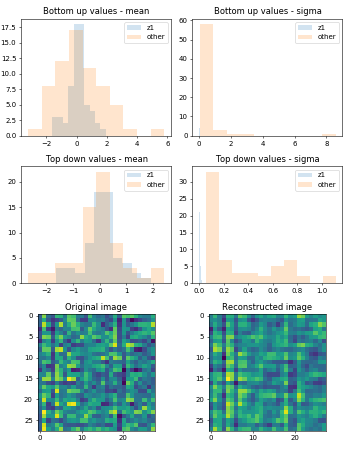 Bottom up values - mean
Bottom up values - sigma
17.5
15.0
12.5
10.0
7.5
5.0
2.5
0.0
z1
other
−2 0 2 4 6
60
50
40
30
20
10
0
z1
other
0 2 4 6 8
Top down values - mean
Top down values - sigma
20
15
10
5
0
z1
other
−2 −1 0 1 2
30
25
20
15
10
5
0
z1
other
0.0 0.2 0.4 0.6 0.8 1.0
Original image
Reconstructed image
0
5
10
15
20
25
0 10 20
0
5
10
15
20
25
0 10 20